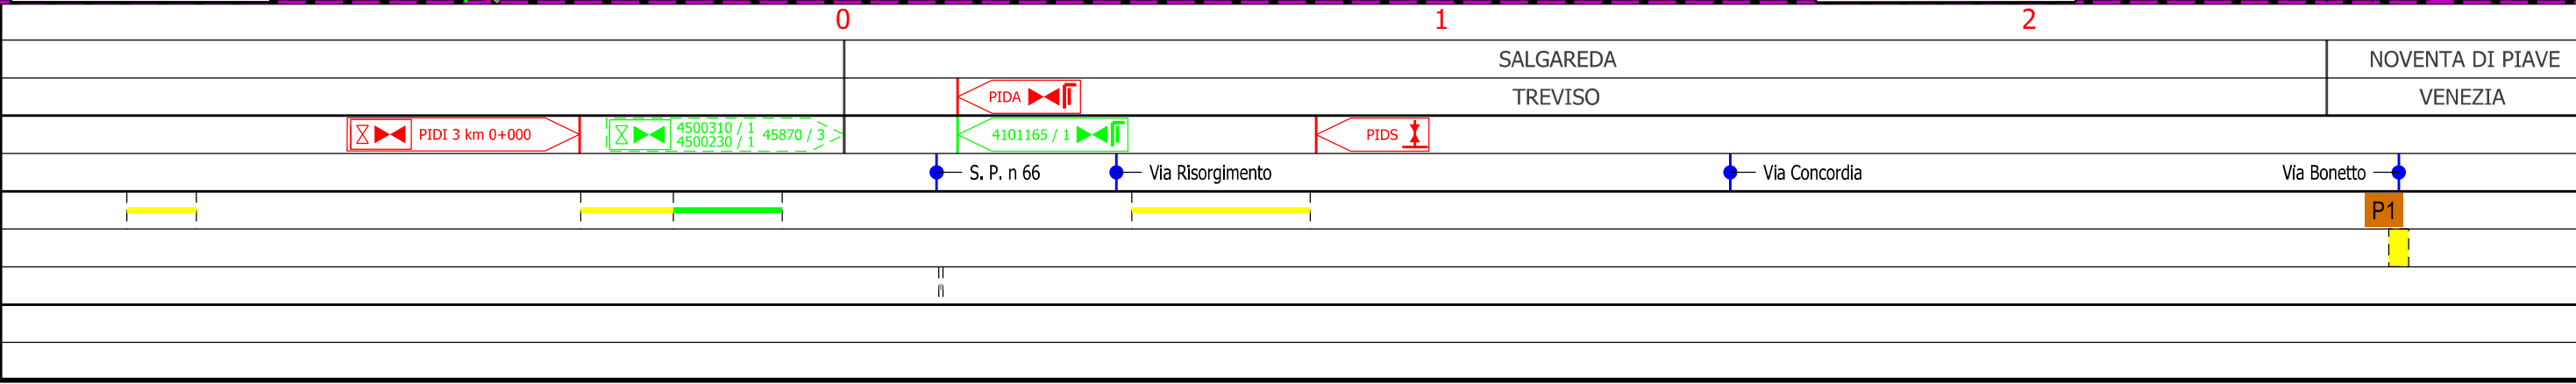 0 1 2
SALGAREDA NOVENTA DI PIAVE
PIDA TREVISO VENEZIA
PIDI 3 km 0+000 4500310 / 1 45870 / 3 4101165 / 1 PIDS
4500230 / 1
S. P. n 66 Via Risorgimento Via Concordia Via Bonetto
P1